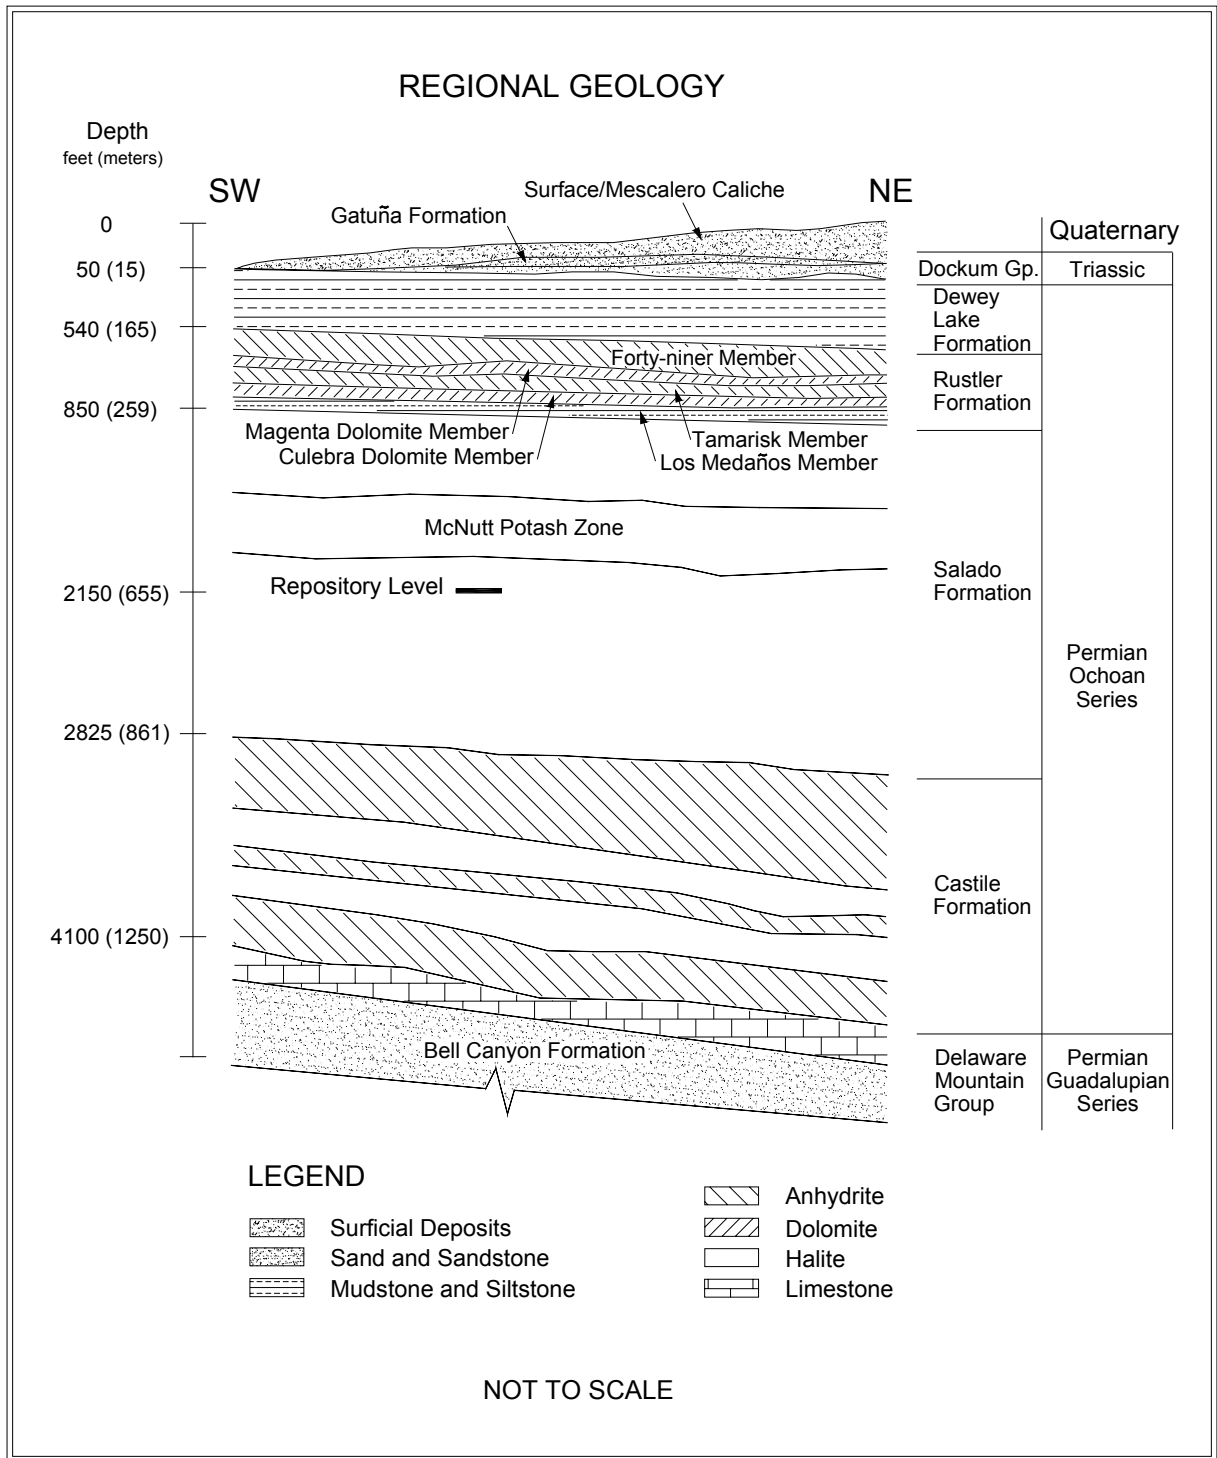 REGIONAL GEOLOGY
Depth
feet (meters)
SW
NE
Surface/Mescalero Caliche
Gatuña Formation
0
50 (15)
540 (165)
850 (259)
2150 (655)
2825 (861)
4100 (1250)
Forty-niner Member
Magenta Dolomite Member
Culebra Dolomite Member
Tamarisk Member
Los Medaños Member
McNutt Potash Zone
Repository Level
Bell Canyon Formation
Quaternary
Dockum Gp.
Triassic
Dewey
Lake
Formation
Rustler
Formation
Salado
Formation
Permian
Ochoan
Series
Castile
Formation
Delaware
Mountain
Group
Permian
Guadalupian
Series
LEGEND
Surficial Deposits
Sand and Sandstone
Mudstone and Siltstone
Anhydrite
Dolomite
Halite
Limestone
NOT TO SCALE